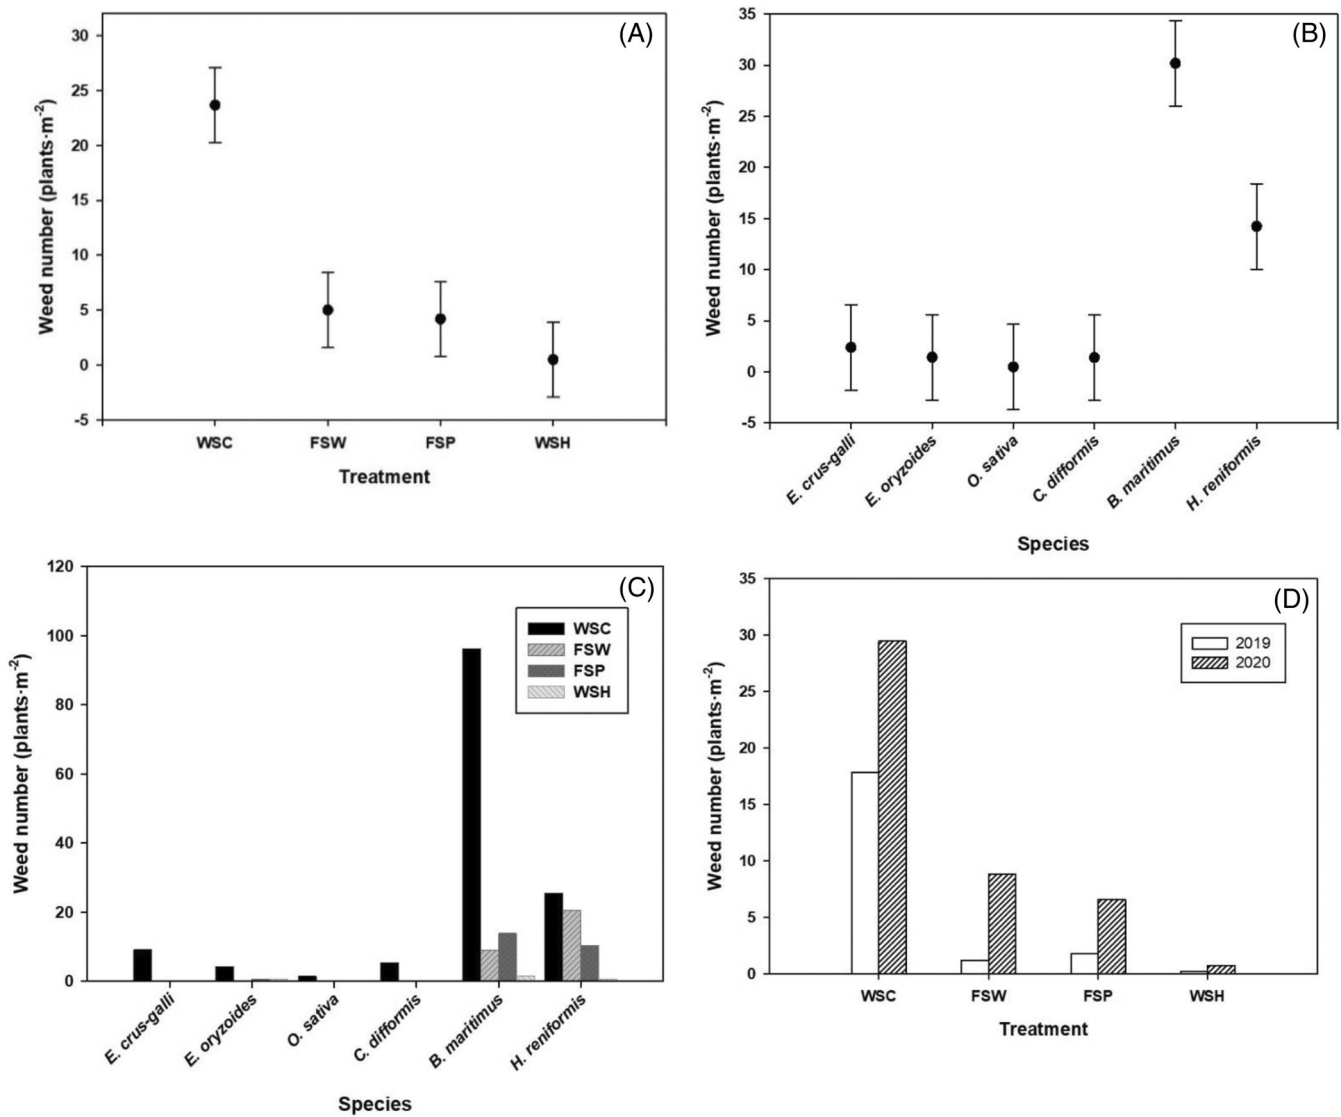 (A)
Weed number (plants·m-2)
30
25
20
15
10
5
0
-5
WSC FSW FSP WSH
Treatment
(B)
Weed number (plants·m-2)
35
30
25
20
15
10
5
0
-5
E. crus-galli E. oryzoides O. sativa C. difformis B. maritimus H. reniformis
Species
(C)
Weed number (plants·m-2)
120
100
80
60
40
20
0
WSC
FSW
FSP
WSH
E. crus-galli E. oryzoides O. sativa C. difformis B. maritimus H. reniformis
Species
(D)
Weed number (plants·m-2)
35
30
25
20
15
10
5
0
2019
2020
WSC FSW FSP WSH
Treatment